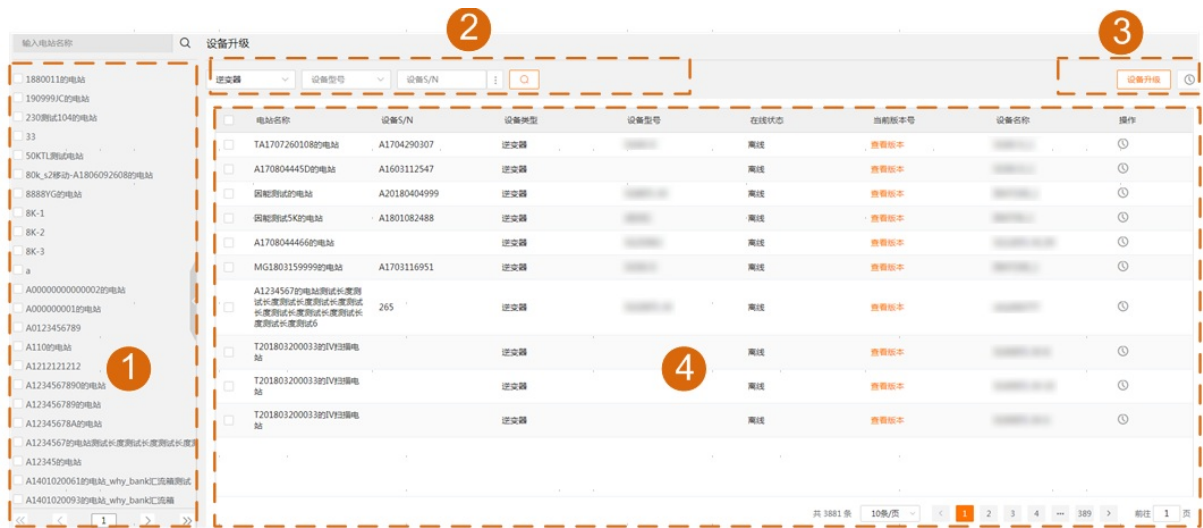 输入电站名称
设备升级
2
3
逆变器
设备型号
设备S/N
设备升级
1880011的电站
190999JC的电站
230测试104的电站
33
50KTL测试电站
80k_s2移动-A1806092608的电站
8888YG的电站
8K-1
8K-2
8K-3
a
A00000000000002的电站
A000000001的电站
A0123456789
A110的电站
A1212121212
A1234567890的电站
A123456789的电站
A12345678A的电站
A1234567的电站测试长度测试长度测试长度测
A12345的电站
A1401020061的电站_why_bank汇流箱测试
A1401020093的电站_why_bank汇流箱
1
1
电站名称 设备S/N 设备类型 设备型号 在线状态 当前版本号 设备名称 操作
TA1707260108的电站 A1704290307 逆变器 离线 查看版本
A170804445D的电站 A1603112547 逆变器 离线 查看版本
因能测试的电站 A20180404999 逆变器 离线 查看版本
因能测试5K的电站 A1801082488 逆变器 离线 查看版本
A1708044466的电站 逆变器 离线 查看版本
MG1803159999的电站 A1703116951 逆变器 离线 查看版本
A1234567的电站测试长度测
试长度测试长度测试长度测试
长度测试长度测试长度测试长
度测试长度测试6
265 逆变器 离线 查看版本
T201803200033的IV扫描电
站
逆变器 离线 查看版本
4
T201803200033的IV扫描电
站
逆变器 离线 查看版本
T201803200033的IV扫描电
站
逆变器 离线 查看版本
共 3881 条 10条/页 1 2 3 4 ··· 389 前往 1 页